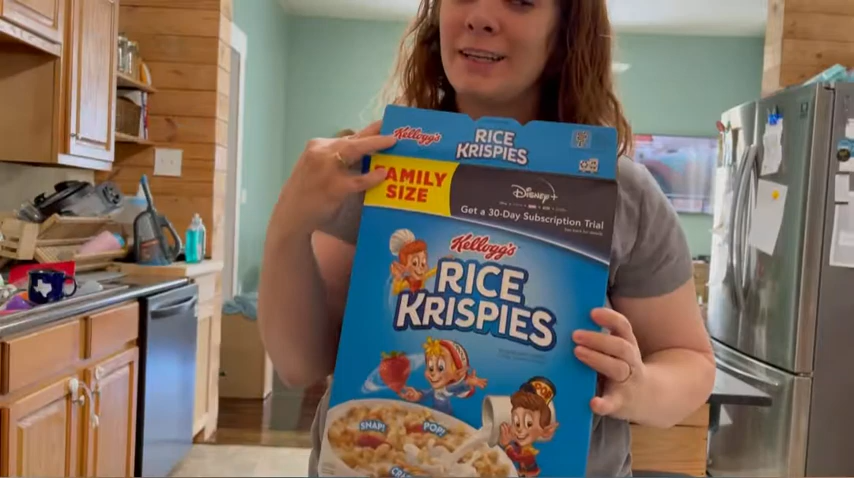 Kellogg's
RICE
KRISPIES
FAMILY
SIZE
Disney+
Get a 30-Day Subscription Trial
Kellogg's
RICE
KRISPIES
SNAP!
POP!